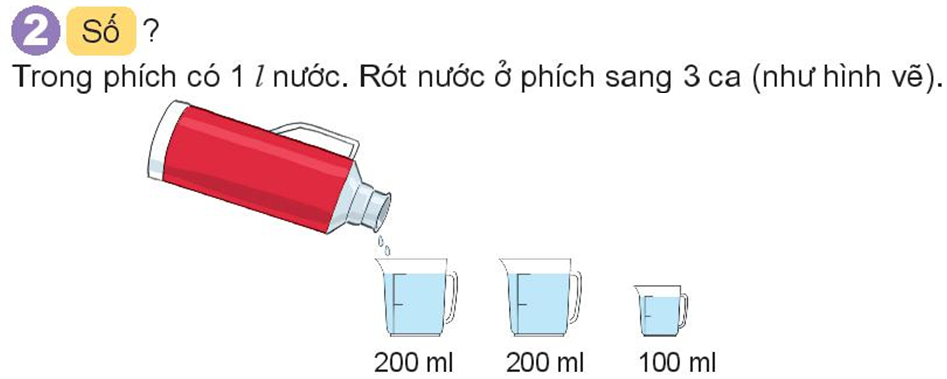 2 Số ?
Trong phích có 1 l nước. Rót nước ở phích sang 3 ca (như hình vẽ).
200 ml 200 ml 100 ml